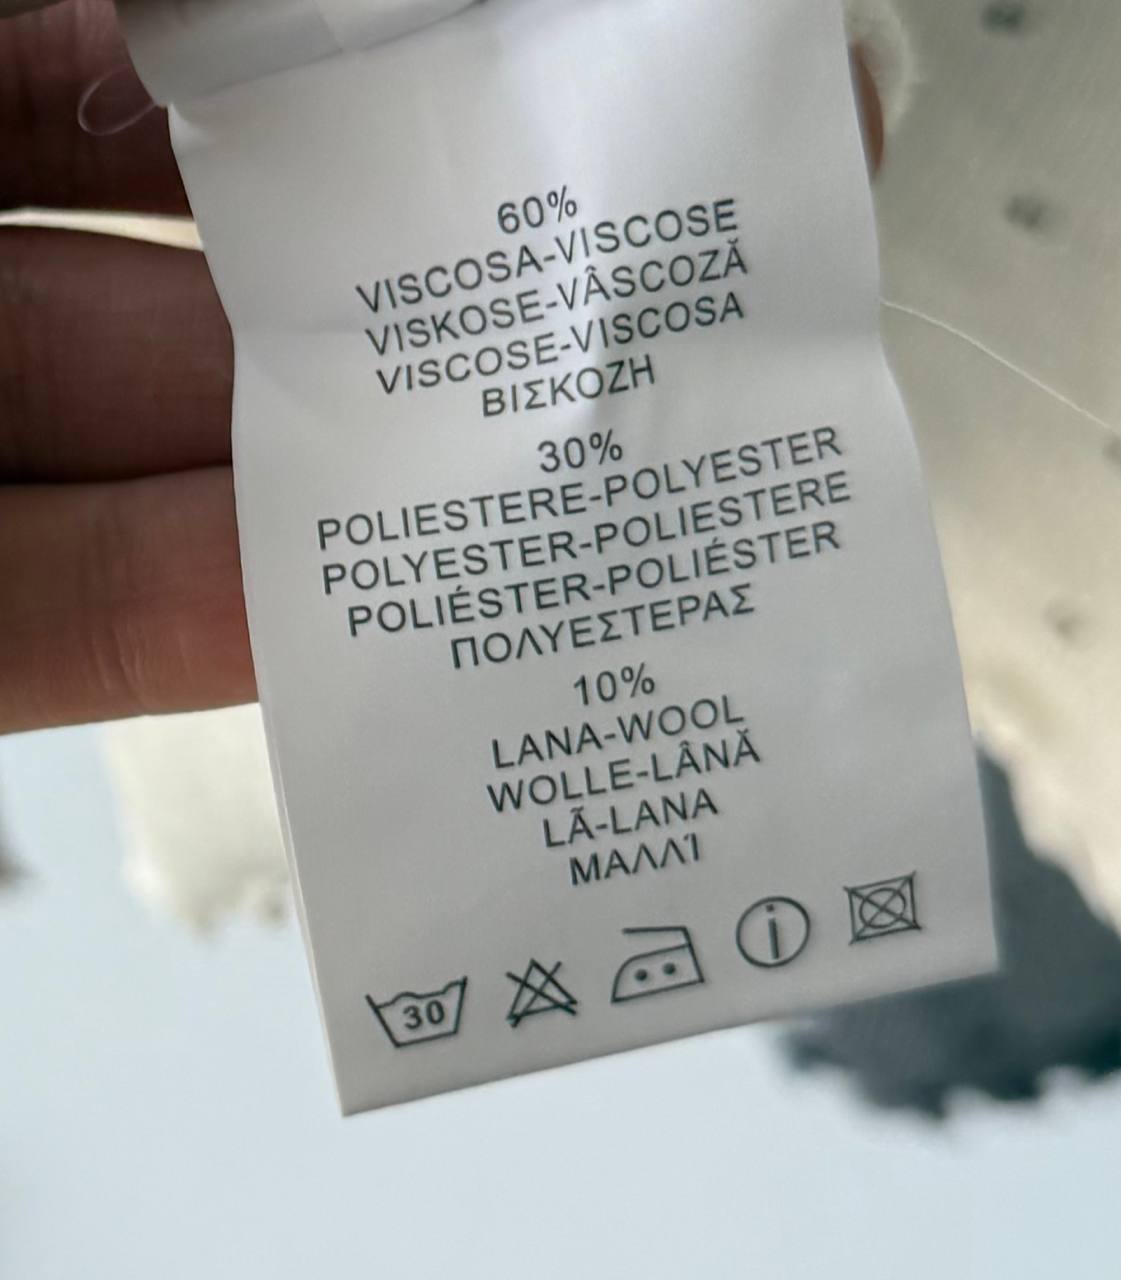 60%
VISCOSA-VISCOSE
VISKOSE-VÂSCOZĂ
VISCOSE-VISCOSA
ΒΙΣΚΟΖΗ
30%
POLIESTERE-POLYESTER
POLYESTER-POLIESTERE
POLIÉSTER-POLIÉSTER
ΠΟΛΥΕΣΤΕΡΑΣ
10%
LANA-WOOL
WOLLE-LÂNĂ
LÃ-LANA
ΜΑΛΛΊ
30 i